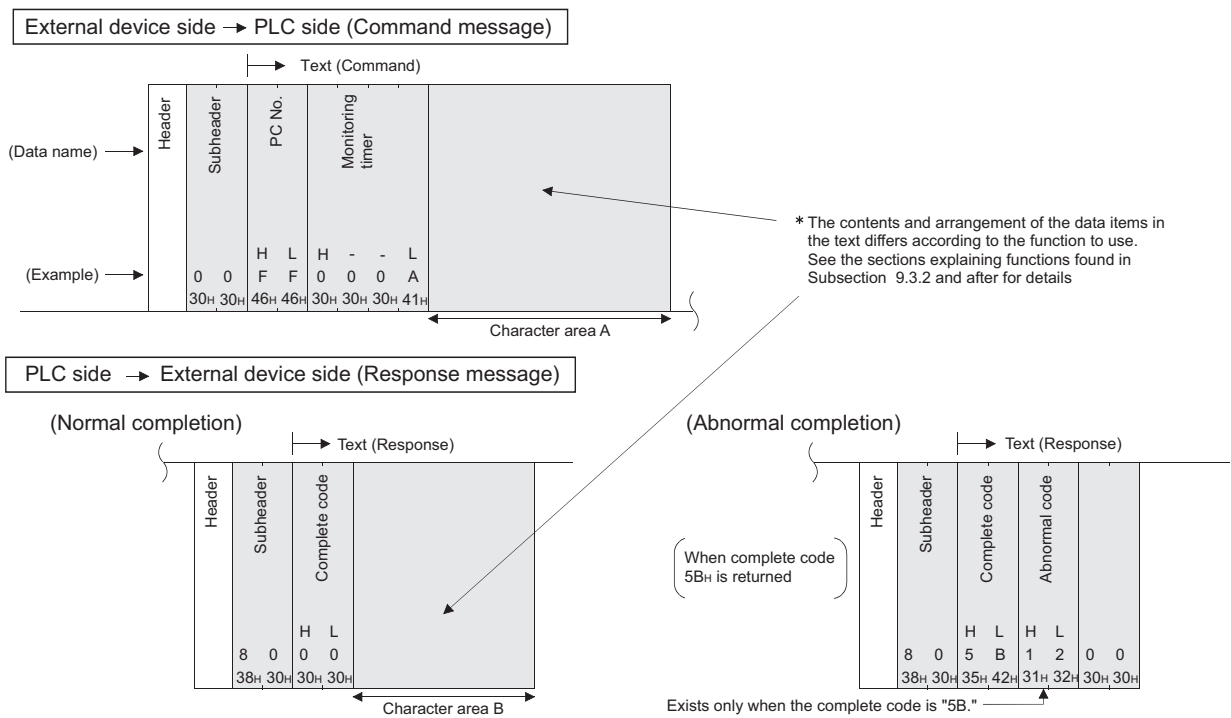 External device side → PLC side (Command message)
Text (Command)
(Data name)
Header
Subheader
PC No.
Monitoring
timer
H L H - - L
(Example)
0 0 F F 0 0 0 A
30H 30H 46H 46H 30H 30H 30H 41H
Character area A
* The contents and arrangement of the data items in
the text differs according to the function to use.
See the sections explaining functions found in
Subsection 9.3.2 and after for details
PLC side → External device side (Response message)
(Normal completion)
Text (Response)
Header
Subheader
Complete code
H L
8 0 0 0
38H 30H 30H 30H
Character area B
(Abnormal completion)
Text (Response)
When complete code
5BH is returned
Header
Subheader
Complete code
Abnormal code
H L H L
8 0 5 B 1 2 0 0
38H 30H 35H 42H 31H 32H 30H 30H
Exists only when the complete code is "5B."